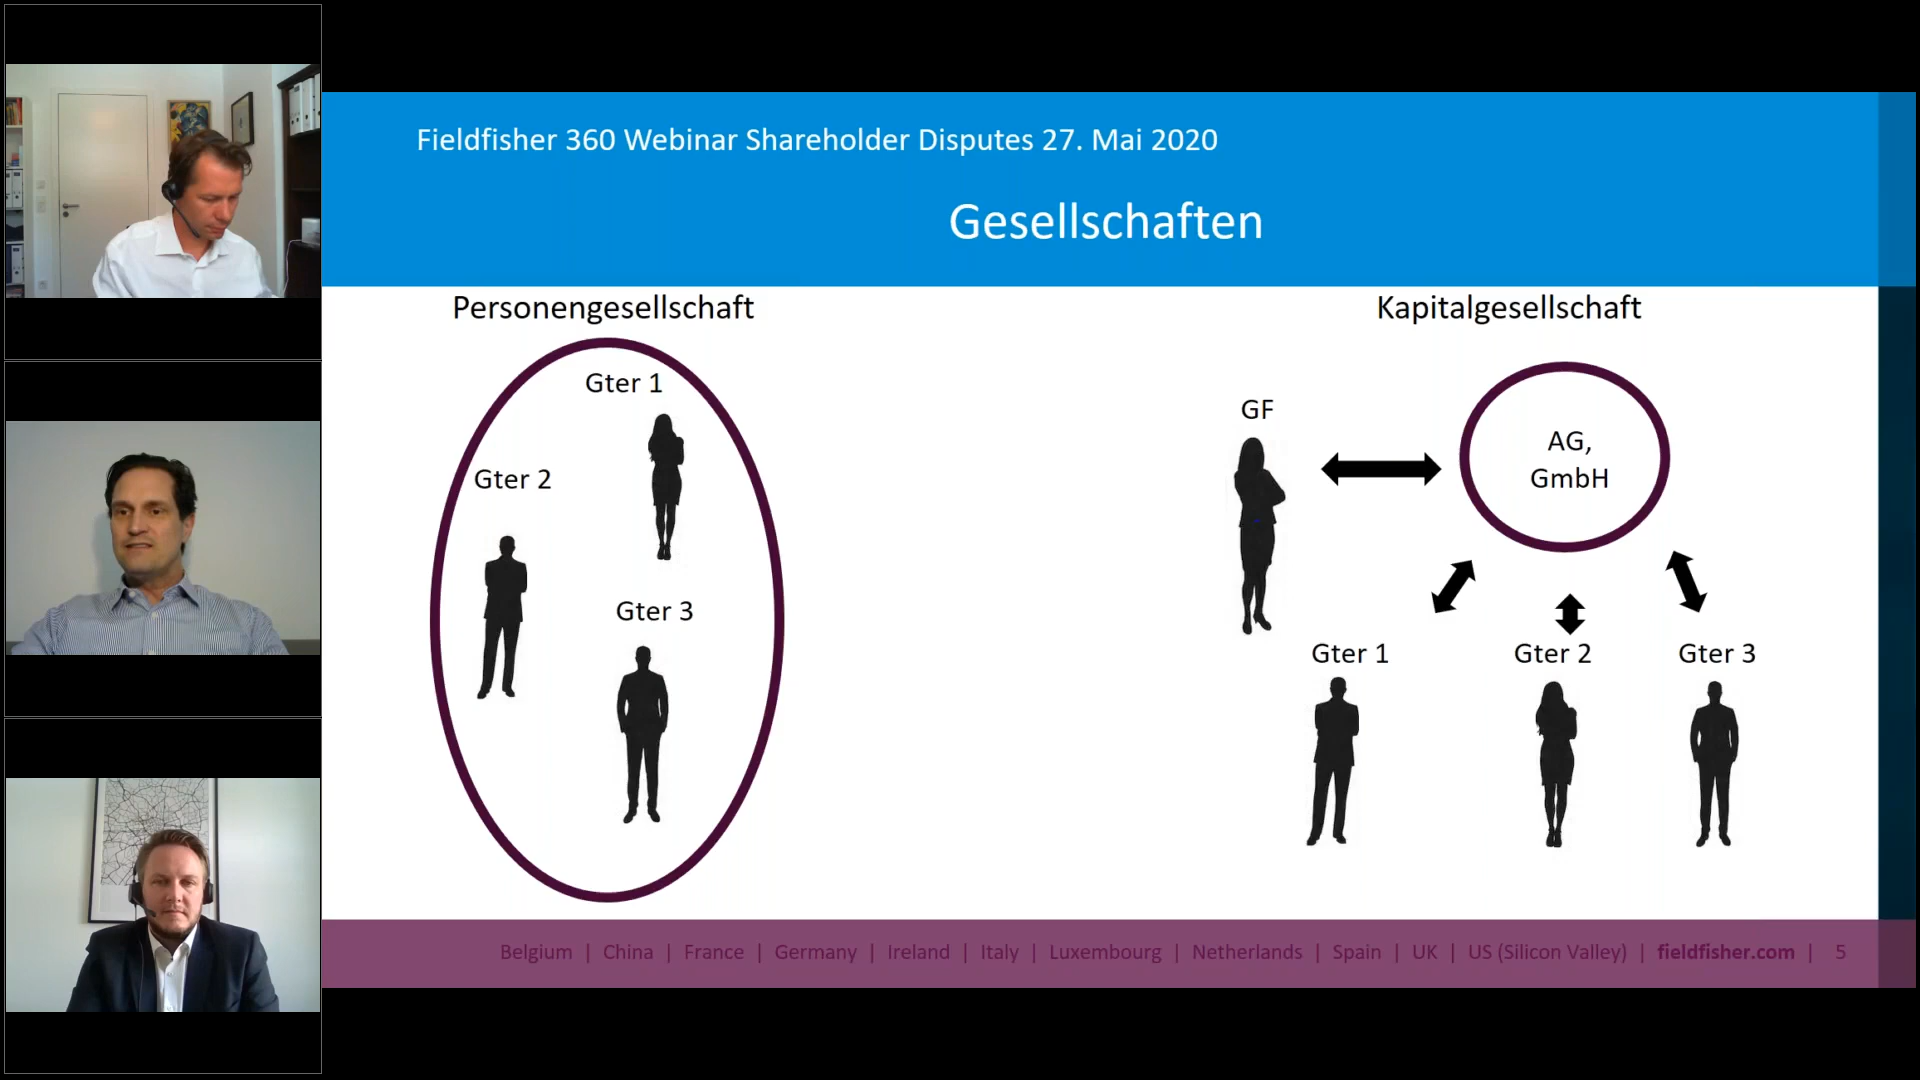 Fieldfisher 360 Webinar Shareholder Disputes 27. Mai 2020
Gesellschaften
Personengesellschaft
Gter 1
Gter 2
Gter 3
Kapitalgesellschaft
GF
AG,
GmbH
Gter 1
Gter 2
Gter 3
Belgium | China | France | Germany | Ireland | Italy | Luxembourg | Netherlands | Spain | UK | US (Silicon Valley) | fieldfisher.com | 5